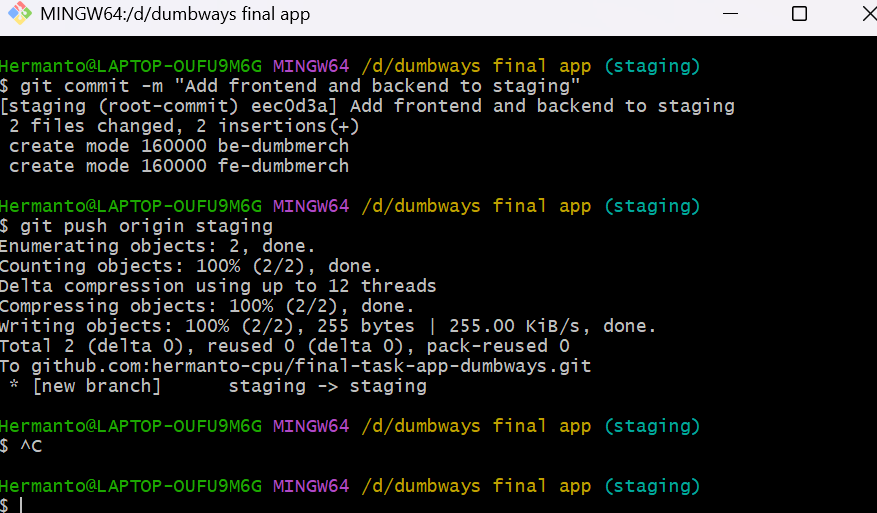 MINGW64:/d/dumbways final app
Hermanto@LAPTOP-OUFU9M6G MINGW64 /d/dumbways final app (staging)
$ git commit -m "Add frontend and backend to staging"
[staging (root-commit) eec0d3a] Add frontend and backend to staging
 2 files changed, 2 insertions(+)
 create mode 160000 be-dumbmerch
 create mode 160000 fe-dumbmerch
Hermanto@LAPTOP-OUFU9M6G MINGW64 /d/dumbways final app (staging)
$ git push origin staging
Enumerating objects: 2, done.
Counting objects: 100% (2/2), done.
Delta compression using up to 12 threads
Compressing objects: 100% (2/2), done.
Writing objects: 100% (2/2), 255 bytes | 255.00 KiB/s, done.
Total 2 (delta 0), reused 0 (delta 0), pack-reused 0
To github.com:hermanto-cpu/final-task-app-dumbways.git
 * [new branch]      staging -> staging
Hermanto@LAPTOP-OUFU9M6G MINGW64 /d/dumbways final app (staging)
$ ^C
Hermanto@LAPTOP-OUFU9M6G MINGW64 /d/dumbways final app (staging)
$